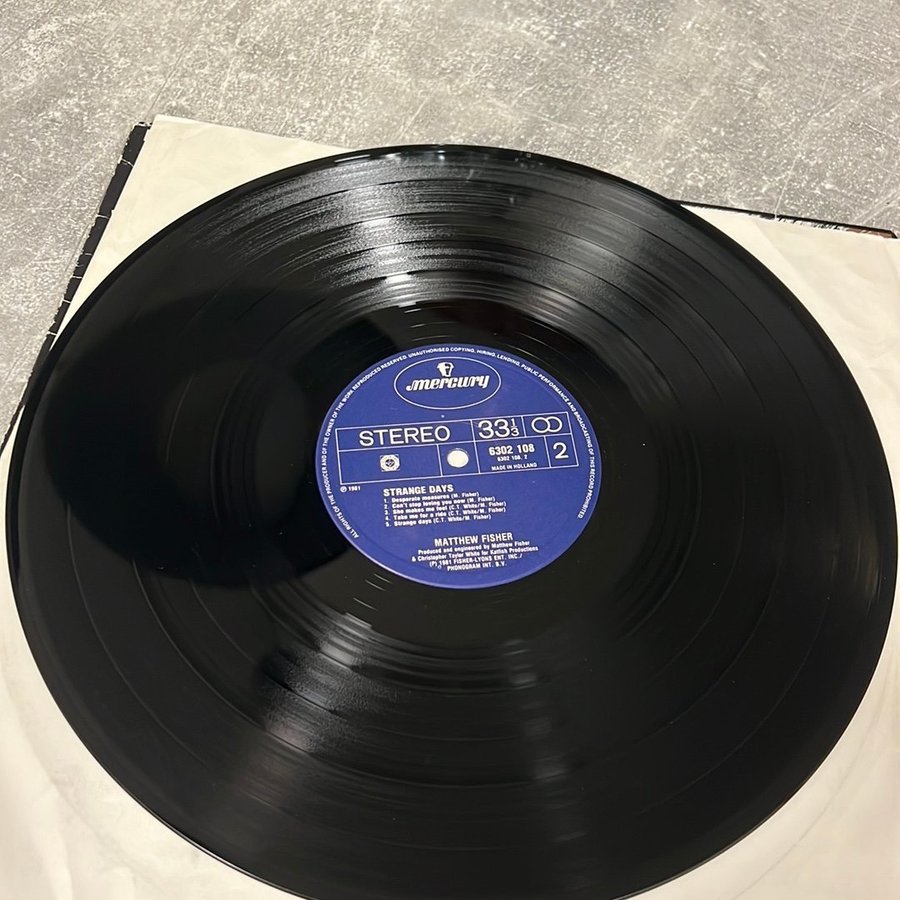 ALL RIGHTS OF THE PRODUCER AND OF THE OWNER OF THE WORK REPRODUCED RESERVED. UNAUTHORISED COPYING, HIRING, LENDING, PUBLIC PERFORMANCE AND BROADCASTING OF THIS RECORD PROHIBITED
mercury
STEREO 33 1/3
6302 108
6302 108. 2
MADE IN HOLLAND
2
℗ 1981
STRANGE DAYS
1. Desperate measures (M. Fisher)
2. Can't stop loving you now (M. Fisher)
3. She makes me feel (C.T. White/M. Fisher)
4. Take me for a ride (C.T. White/M. Fisher)
5. Strange days (C.T. White/M. Fisher)
MATTHEW FISHER
Produced and engineered by Matthew Fisher
& Christopher Taylor White for Katfish Productions
(P) 1981 FISHER-LYONS ENT. INC./
PHONOGRAM INT. B.V.